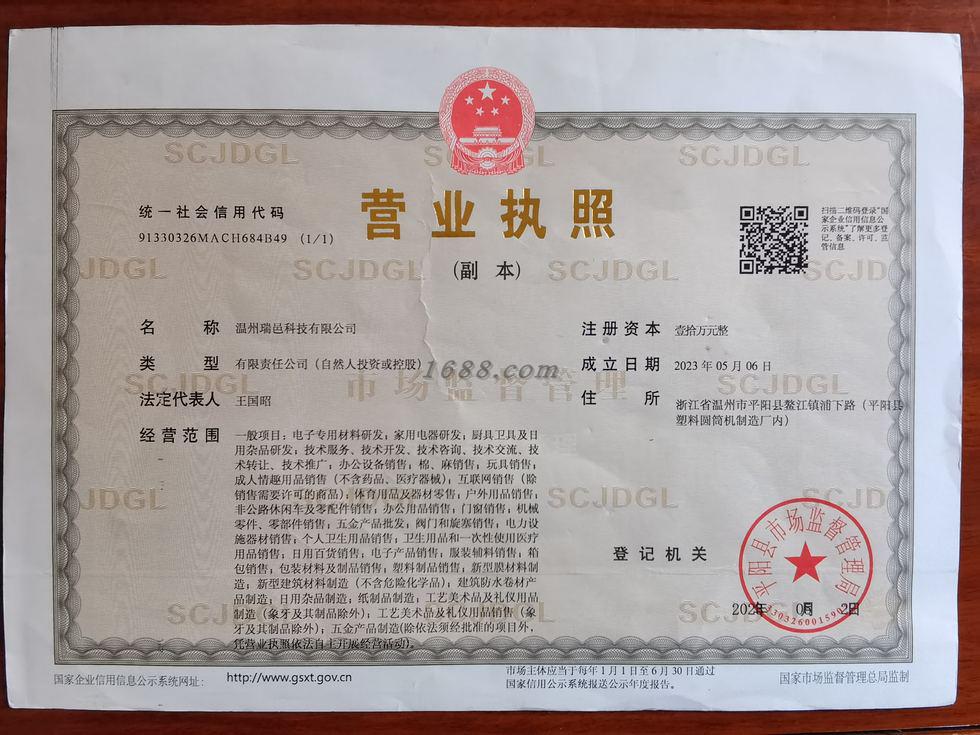 营业执照
(副 本)
统一社会信用代码
91330326MACH684B49 (1/1)
扫描二维码登录"国
家企业信用信息公
示系统"了解更多登
记、备案、许可、监
管信息
名 称 温州瑞邑科技有限公司
类 型 有限责任公司（自然人投资或控股）
法定代表人 王国昭
经营范围 一般项目：电子专用材料研发；家用电器研发；厨具卫具及日
用杂品研发；技术服务、技术开发、技术咨询、技术交流、技
术转让、技术推广；办公设备销售；棉、麻销售；玩具销售；
成人情趣用品销售（不含药品、医疗器械）；互联网销售（除
销售需要许可的商品）；体育用品及器材零售；户外用品销售；
非公路休闲车及零配件销售；办公用品销售；门窗销售；机械
零件、零部件销售；五金产品批发；阀门和旋塞销售；电力设
施器材销售；个人卫生用品销售；卫生用品和一次性使用医疗
用品销售；日用百货销售；电子产品销售；服装辅料销售；箱
包销售；包装材料及制品销售；塑料制品销售；新型膜材料制
造；新型建筑材料制造（不含危险化学品）；建筑防水卷材产
品制造；日用杂品制造；纸制品制造；工艺美术品及礼仪用品
制造（象牙及其制品除外）；工艺美术品及礼仪用品销售（象
牙及其制品除外）；五金产品制造(除依法须经批准的项目外，
凭营业执照依法自主开展经营活动)。
注册资本 壹拾万元整
成立日期 2023年05月06日
住 所 浙江省温州市平阳县鳌江镇浦下路（平阳县
塑料圆筒机制造厂内）
1688.com
市场监督管理
SCJDGL SCJDGL SCJDGL
JDGL SCJDGL SCJDGL SCJD
SCJDGL SCJDGL
JDGL SCJDGL SCJD
SCJDGL SCJDGL
登记机关
平阳县市场监督管理局
国家企业信用信息公示系统网址： http://www.gsxt.gov.cn
市场主体应当于每年1月1日至6月30日通过
国家信用公示系统报送公示年度报告。
国家市场监督管理总局监制